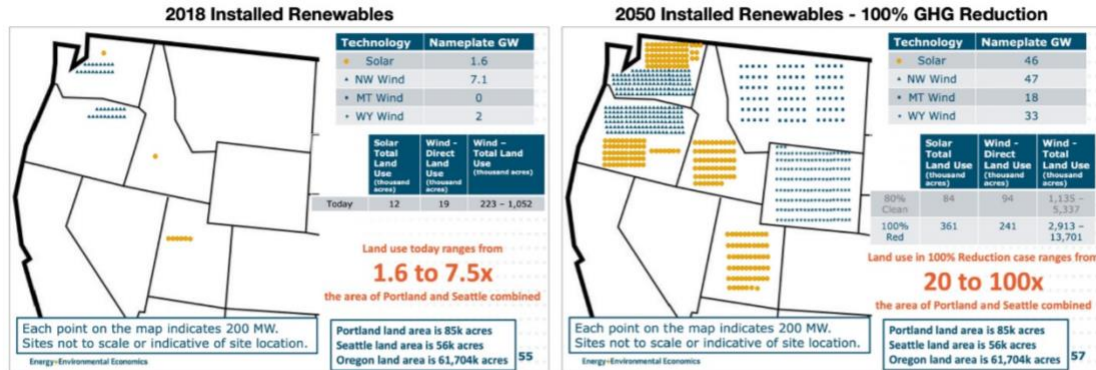 2018 Installed Renewables
Technology Nameplate GW
Solar 1.6
NW Wind 7.1
MT Wind 0
WY Wind 2
Solar Total Land Use (thousand acres) Wind - Direct Land Use (thousand acres) Wind - Total Land Use (thousand acres)
Today 12 19 223 – 1,052
Land use today ranges from
1.6 to 7.5x
the area of Portland and Seattle combined
Each point on the map indicates 200 MW.
Sites not to scale or indicative of site location.
Portland land area is 85k acres
Seattle land area is 56k acres
Oregon land area is 61,704k acres
Energy+Environmental Economics
55
2050 Installed Renewables - 100% GHG Reduction
Technology Nameplate GW
Solar 46
NW Wind 47
MT Wind 18
WY Wind 33
Solar Total Land Use (thousand acres) Wind - Direct Land Use (thousand acres) Wind - Total Land Use (thousand acres)
80% Clean 84 94 1,135 – 5,337
100% Red 361 241 2,913 – 13,701
Land use in 100% Reduction case ranges from
20 to 100x
the area of Portland and Seattle combined
Each point on the map indicates 200 MW.
Sites not to scale or indicative of site location.
Portland land area is 85k acres
Seattle land area is 56k acres
Oregon land area is 61,704k acres
Energy+Environmental Economics
57